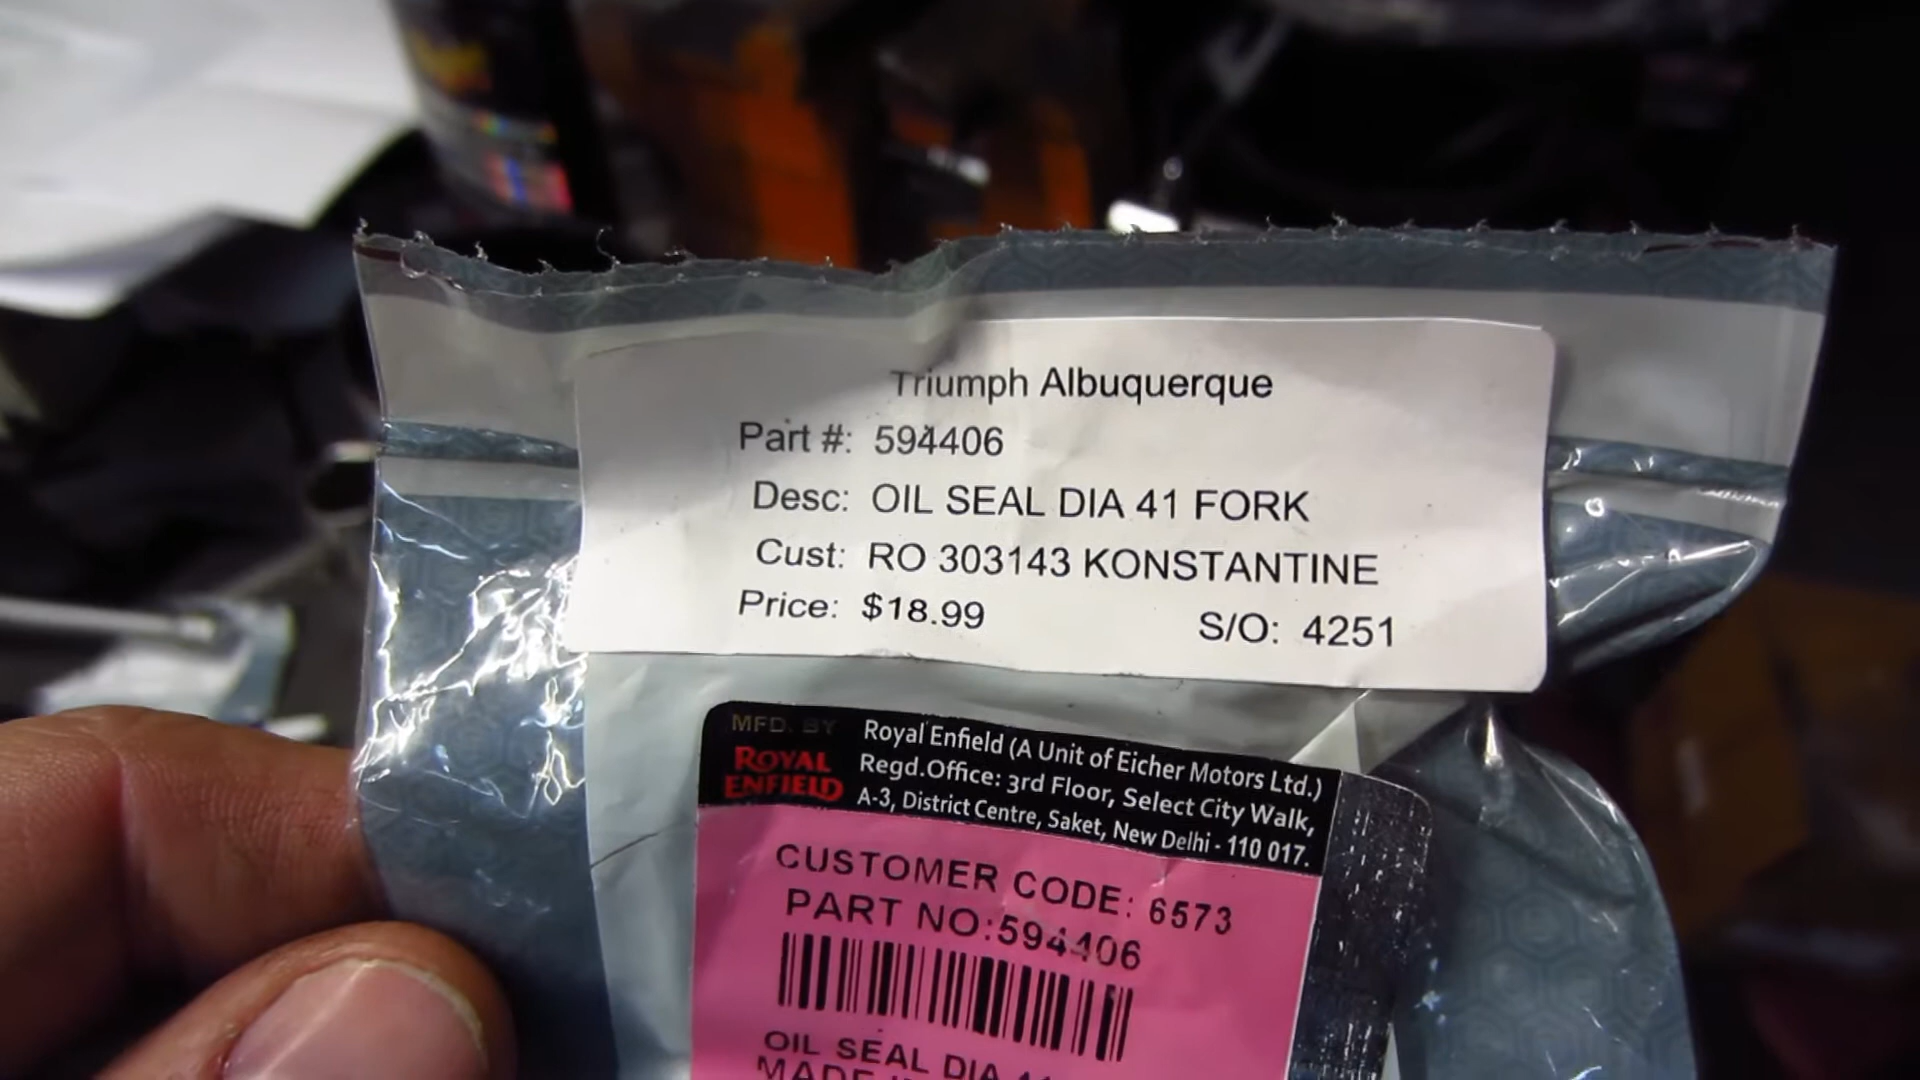 Triumph Albuquerque
Part #: 594406
Desc: OIL SEAL DIA 41 FORK
Cust: RO 303143 KONSTANTINE
Price: $18.99 S/O: 4251
MFD. BY
ROYAL
ENFIELD
Royal Enfield (A Unit of Eicher Motors Ltd.)
Regd.Office: 3rd Floor, Select City Walk,
A-3, District Centre, Saket, New Delhi - 110 017.
CUSTOMER CODE: 6573
PART NO:594406
OIL SEAL DIA 41
MADE